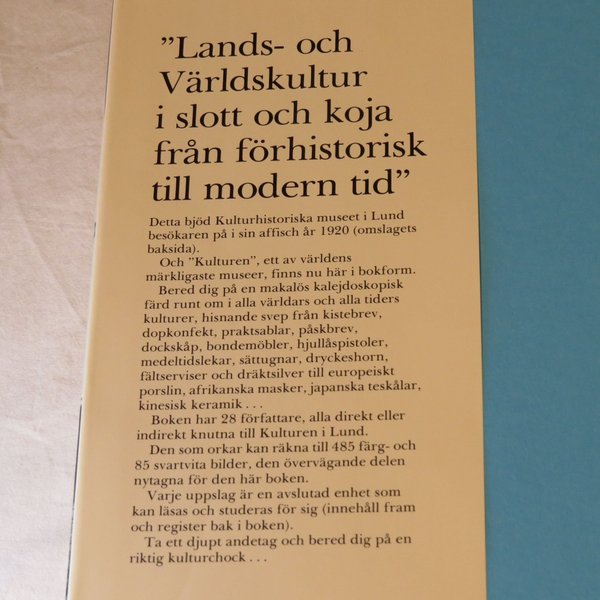 ”Lands- och
Världskultur
i slott och koja
från förhistorisk
till modern tid”
Detta bjöd Kulturhistoriska museet i Lund
besökaren på i sin affisch år 1920 (omslagets
baksida).
Och ”Kulturen”, ett av världens
märkligaste museer, finns nu här i bokform.
Bered dig på en makalös kalejdoskopisk
färd runt om i alla världars och alla tiders
kulturer, hisnande svep från kistebrev,
dopkonfekt, praktsablar, påskbrev,
dockskåp, bondemöbler, hjullåspistoler,
medeltidslekar, sättugnar, dryckeshorn,
fältserviser och dräktsilver till europeiskt
porslin, afrikanska masker, japanska teskålar,
kinesisk keramik . . .
Boken har 28 författare, alla direkt eller
indirekt knutna till Kulturen i Lund.
Den som orkar kan räkna till 485 färg- och
85 svartvita bilder, den övervägande delen
nytagna för den här boken.
Varje uppslag är en avslutad enhet som
kan läsas och studeras för sig (innehåll fram
och register bak i boken).
Ta ett djupt andetag och bered dig på en
riktig kulturchock . . .